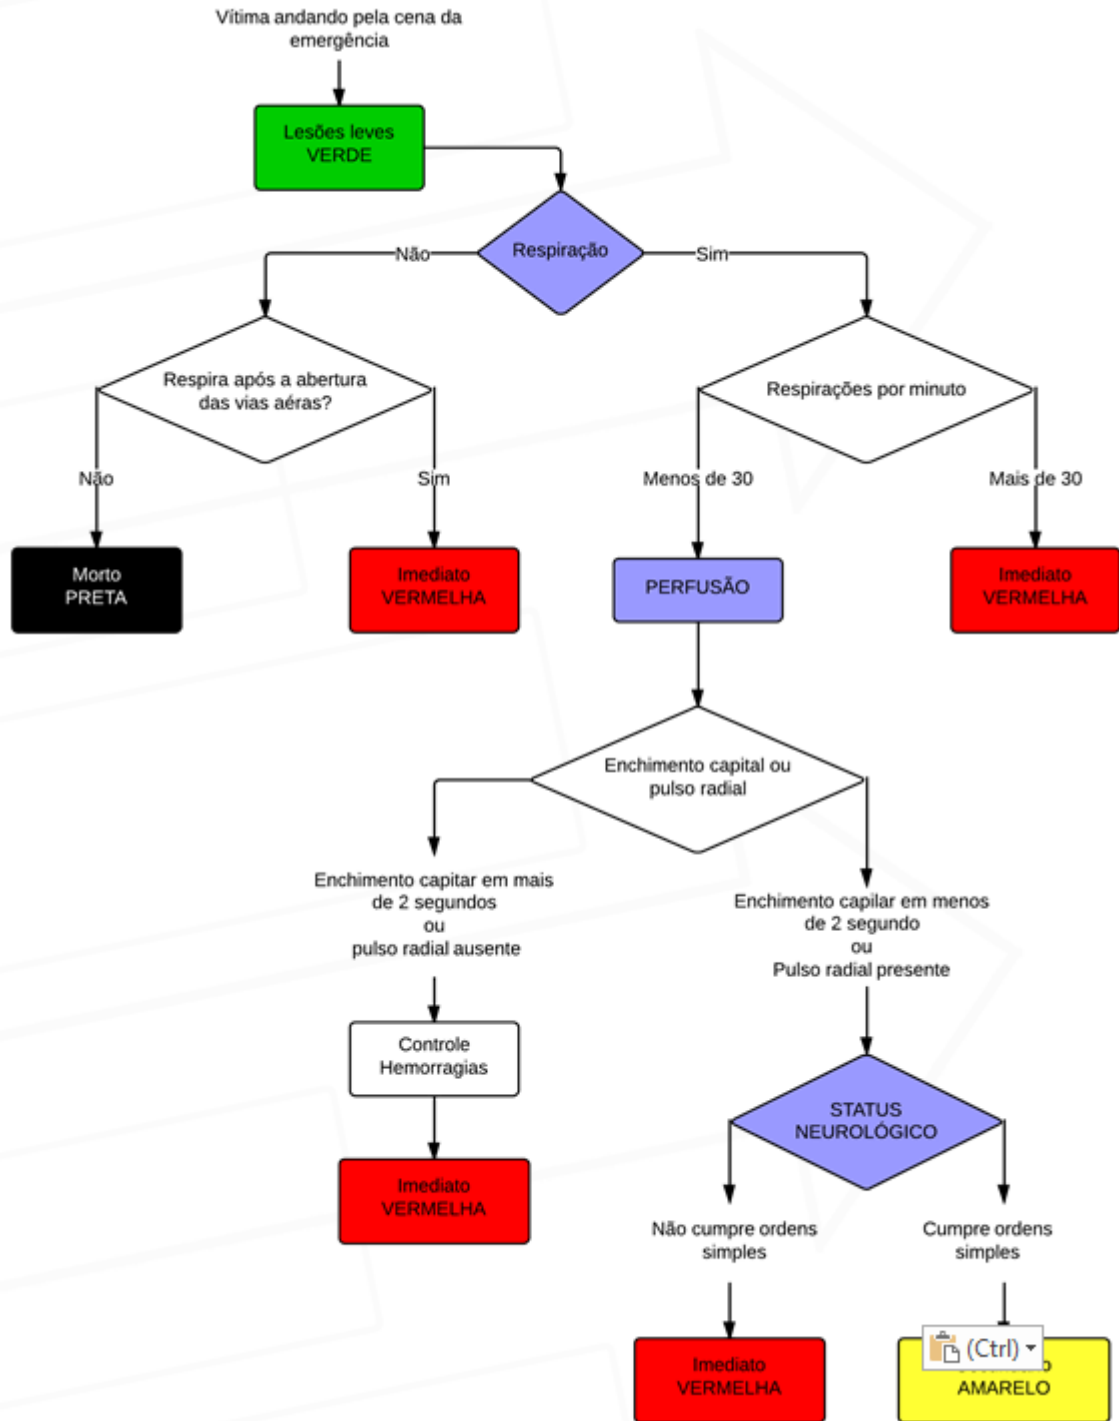 Vítima andando pela cena da
emergência
Lesões leves
VERDE
Respiração
Não
Sim
Respira após a abertura
das vias aéras?
Respirações por minuto
Não
Sim
Menos de 30
Mais de 30
Morto
PRETA
Imediato
VERMELHA
PERFUSÃO
Imediato
VERMELHA
Enchimento capital ou
pulso radial
Enchimento capitar em mais
de 2 segundos
ou
pulso radial ausente
Enchimento capilar em menos
de 2 segundo
ou
Pulso radial presente
Controle
Hemorragias
STATUS
NEUROLÓGICO
Imediato
VERMELHA
Não cumpre ordens
simples
Cumpre ordens
simples
Imediato
VERMELHA
(Ctrl)
AMARELO